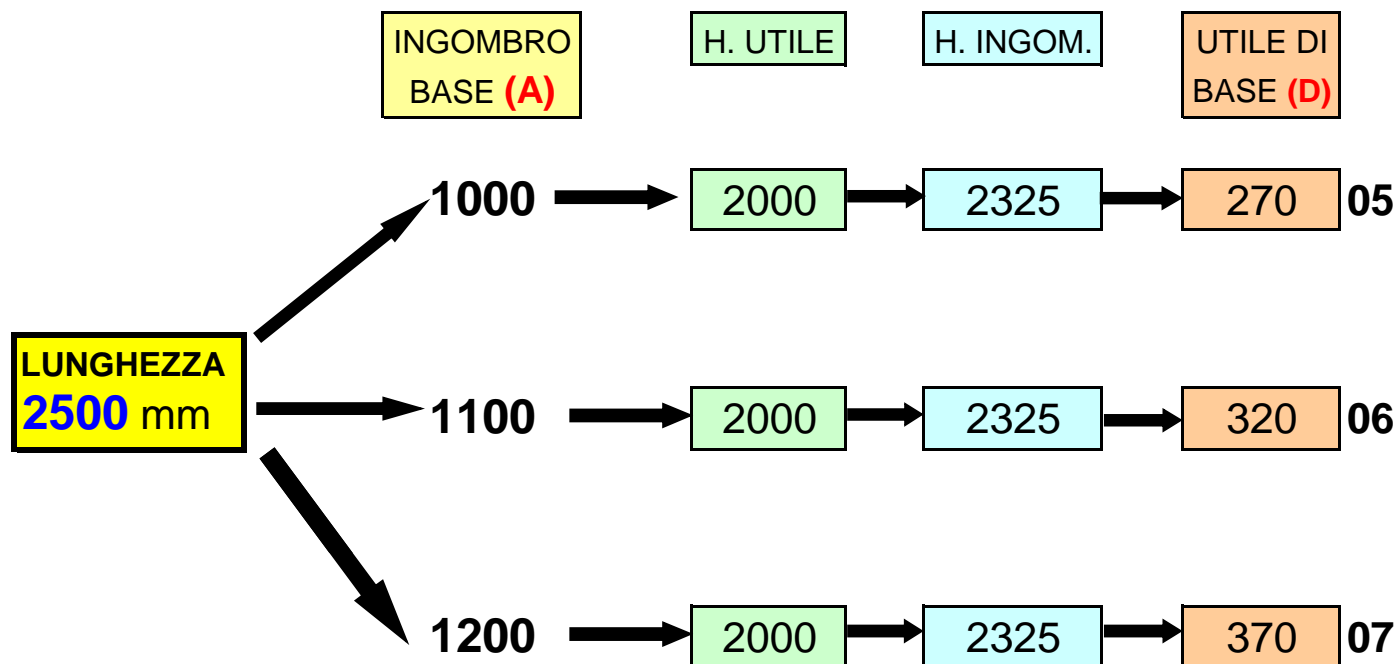 INGOMBRO
BASE (A)
H. UTILE
H. INGOM.
UTILE DI
BASE (D)
1000
2000
2325
270
05
LUNGHEZZA
2500 mm
1100
2000
2325
320
06
1200
2000
2325
370
07